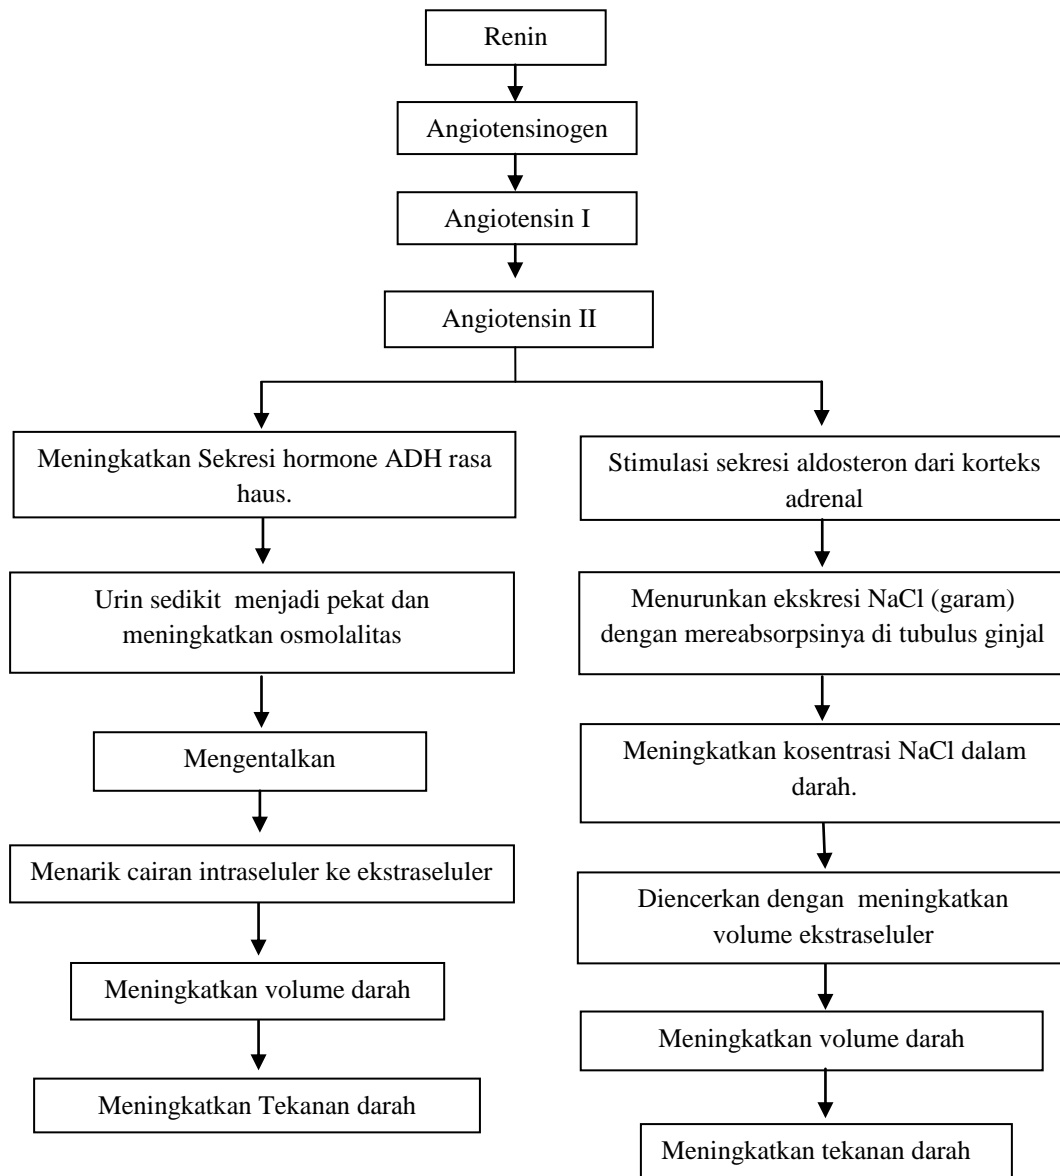 Renin
Angiotensinogen
Angiotensin I
Angiotensin II
Meningkatkan Sekresi hormone ADH rasa
haus.
Urin sedikit menjadi pekat dan
meningkatkan osmolalitas
Mengentalkan
Menarik cairan intraseluler ke ekstraseluler
Meningkatkan volume darah
Meningkatkan Tekanan darah
Stimulasi sekresi aldosteron dari korteks
adrenal
Menurunkan ekskresi NaCl (garam)
dengan mereabsorpsinya di tubulus ginjal
Meningkatkan kosentrasi NaCl dalam
darah.
Diencerkan dengan meningkatkan
volume ekstraseluler
Meningkatkan volume darah
Meningkatkan tekanan darah